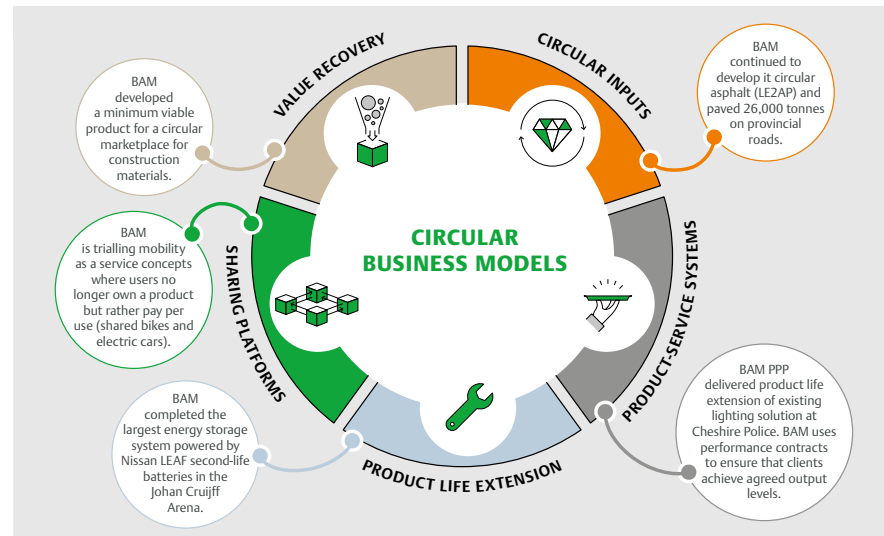 VALUE RECOVERY
CIRCULAR INPUTS
BAM
developed
a minimum viable
product for a circular
marketplace for
construction
materials.
BAM
continued to
develop it circular
asphalt (LE2AP) and
paved 26,000 tonnes
on provincial
roads.
CIRCULAR
BUSINESS MODELS
SHARING PLATFORMS
PRODUCT-SERVICE SYSTEMS
BAM
is trialling mobility
as a service concepts
where users no
longer own a product
but rather pay per
use (shared bikes and
electric cars).
BAM
completed the
largest energy storage
system powered by
Nissan LEAF second-life
batteries in the
Johan Cruijff
Arena.
PRODUCT LIFE EXTENSION
BAM PPP
delivered product life
extension of existing
lighting solution at
Cheshire Police. BAM uses
performance contracts
to ensure that clients
achieve agreed output
levels.